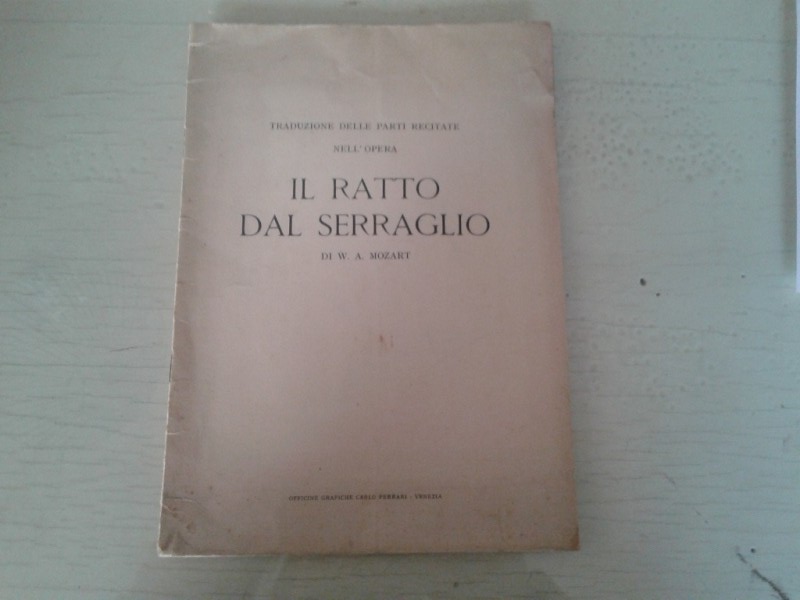 TRADUZIONE DELLE PARTI RECITATE
NELL'OPERA
IL RATTO
DAL SERRAGLIO
DI W. A. MOZART
OFFICINE GRAFICHE CARLO FERRARI - VENEZIA